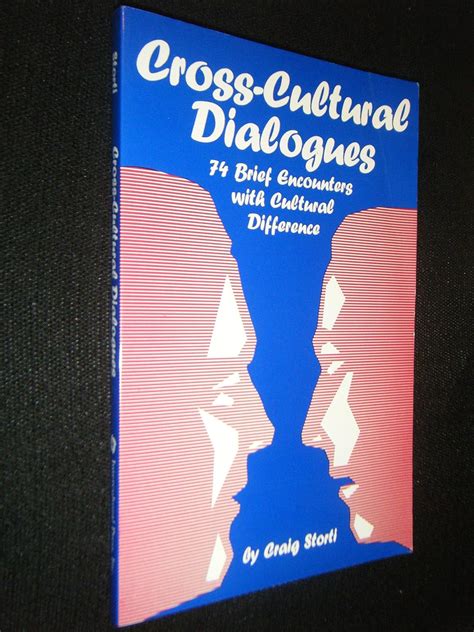 Cross-Cultural
Dialogues
74 Brief Encounters
with Cultural
Difference
by Craig Storti
Storti
Cross-Cultural Dialogues